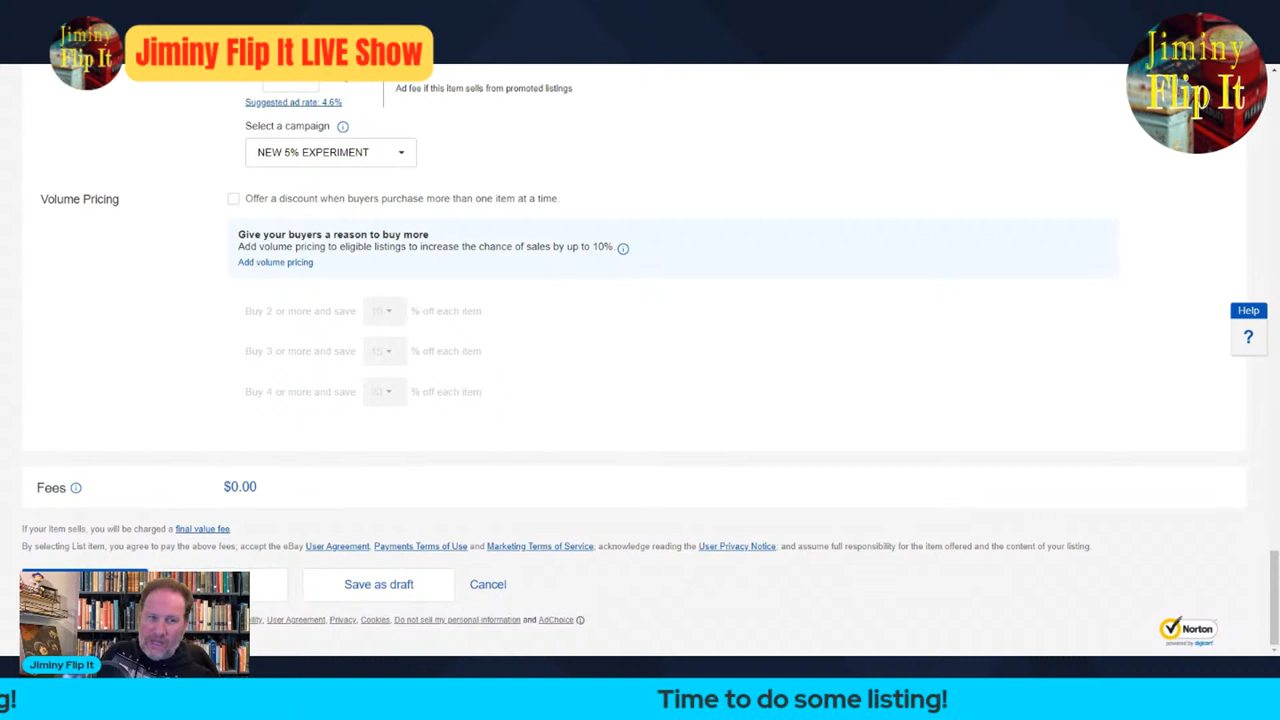 Jiminy
Flip It
Jiminy Flip It LIVE Show
Jiminy
Flip It
Ad fee if this item sells from promoted listings
Suggested ad rate: 4.6%
Select a campaign
NEW 5% EXPERIMENT
Volume Pricing
Offer a discount when buyers purchase more than one item at a time.
Give your buyers a reason to buy more
Add volume pricing to eligible listings to increase the chance of sales by up to 10%.
Add volume pricing
Help
?
Buy 2 or more and save 10 % off each item
Buy 3 or more and save 15 % off each item
Buy 4 or more and save 20 % off each item
Fees $0.00
If your item sells, you will be charged a final value fee
By selecting List item, you agree to pay the above fees; accept the eBay User Agreement, Payments Terms of Use and Marketing Terms of Service; acknowledge reading the User Privacy Notice; and assume full responsibility for the item offered and the content of your listing.
Save as draft
Cancel
User Agreement, Privacy, Cookies, Do not sell my personal information and AdChoice
Norton
powered by digicert
Jiminy Flip It
g!
Time to do some listing!